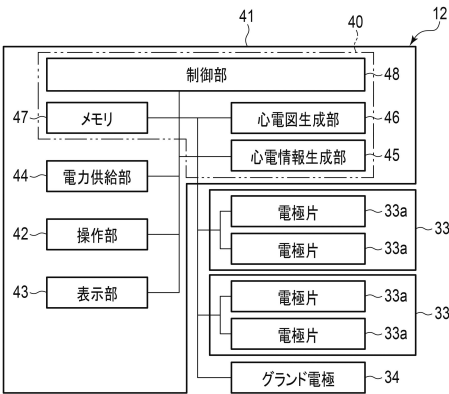 41
40
12
制御部
48
47
メモリ
心電図生成部
46
心電情報生成部
45
44
電力供給部
電極片
33a
33
42
操作部
電極片
33a
43
表示部
電極片
33a
33
電極片
33a
グランド電極
34